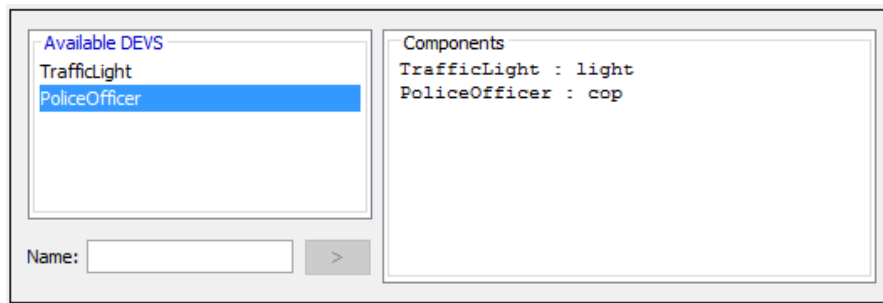 Available DEVS
TrafficLight
PoliceOfficer
Name:
>
Components
TrafficLight : light
PoliceOfficer : cop